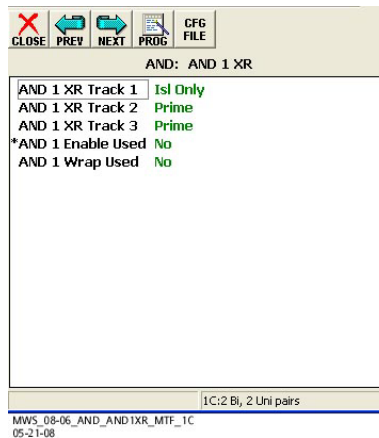 CLOSE PREV NEXT PROG CFG FILE
AND: AND 1 XR
AND 1 XR Track 1 Isl Only
AND 1 XR Track 2 Prime
AND 1 XR Track 3 Prime
*AND 1 Enable Used No
AND 1 Wrap Used No
1C:2 Bi, 2 Uni pairs
MWS_08-06_AND_AND1XR_MTF_1C
05-21-08